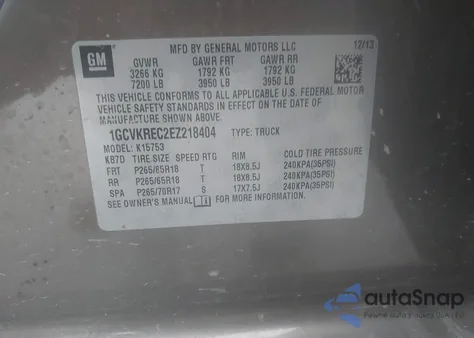 GM
MFD BY GENERAL MOTORS LLC 12/13
GVWR GAWR FRT GAWR RR
3266 KG 1792 KG 1792 KG
7200 LB 3950 LB 3950 LB
THIS VEHICLE CONFORMS TO ALL APPLICABLE U.S. FEDERAL MOTOR
VEHICLE SAFETY STANDARDS IN EFFECT ON THE DATE OF
MANUFACTURE SHOWN ABOVE.
1GCVKREC2EZ218404 TYPE: TRUCK
MODEL: K15753
K87D TIRE SIZE SPEED RTG RIM COLD TIRE PRESSURE
FRT P265/65R18 T 18X8.5J 240KPA(35PSI)
RR P265/65R18 T 18X8.5J 240KPA(35PSI)
SPA P265/70R17 S 17X7.5J 240KPA(35PSI)
SEE OWNER'S MANUAL FOR MORE INFORMATION.
autoSnap